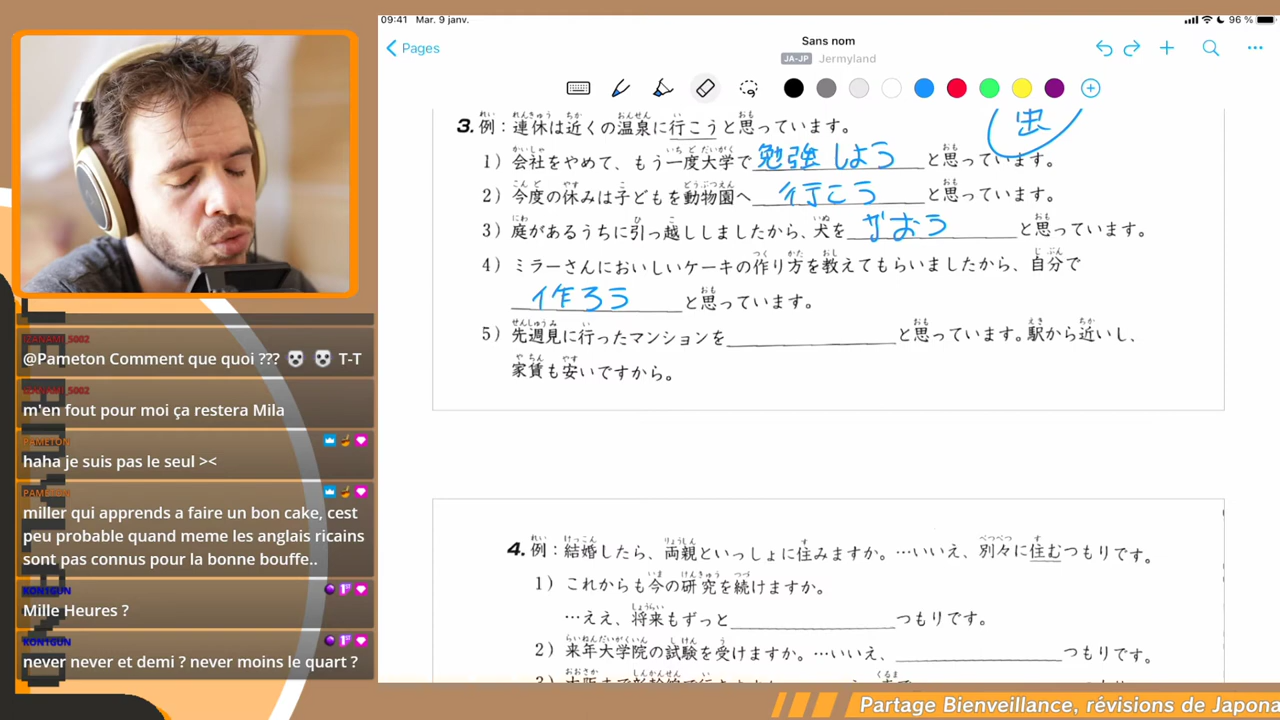 09:41 Mar. 9 janv.
96 %
Pages
Sans nom
JA-JP Jermyland
3. 例：連休は近くの温泉に行こうと思っています。
1）会社をやめて、もう一度大学で 勉強しよう と思っています。
2）今度の休みは子どもを動物園へ 行こう と思っています。
3）庭があるうちに引っ越ししましたから、犬を おう と思っています。
4）ミラーさんにおいしいケーキの作り方を教えてもらいましたから、自分で
作ろう と思っています。
5）先週見に行ったマンションを と思っています。駅から近いし、
家賃も安いですから。
4. 例：結婚したら、両親といっしょに住みますか。…いいえ、別々に住むつもりです。
1）これからも今の研究を続けますか。
…ええ、将来もずっと つもりです。
2）来年大学院の試験を受けますか。…いいえ、 つもりです。
IZANAMI_5002
@Pameton Comment que quoi ??? T-T
IZANAMI_5002
m'en fout pour moi ça restera Mila
PAMETON
haha je suis pas le seul ><
PAMETON
miller qui apprends a faire un bon cake, cest
peu probable quand meme les anglais ricains
sont pas connus pour la bonne bouffe..
KON1GUN
Mille Heures ?
KON1GUN
never never et demi ? never moins le quart ?
Partage Bienveillance, révisions de Japona